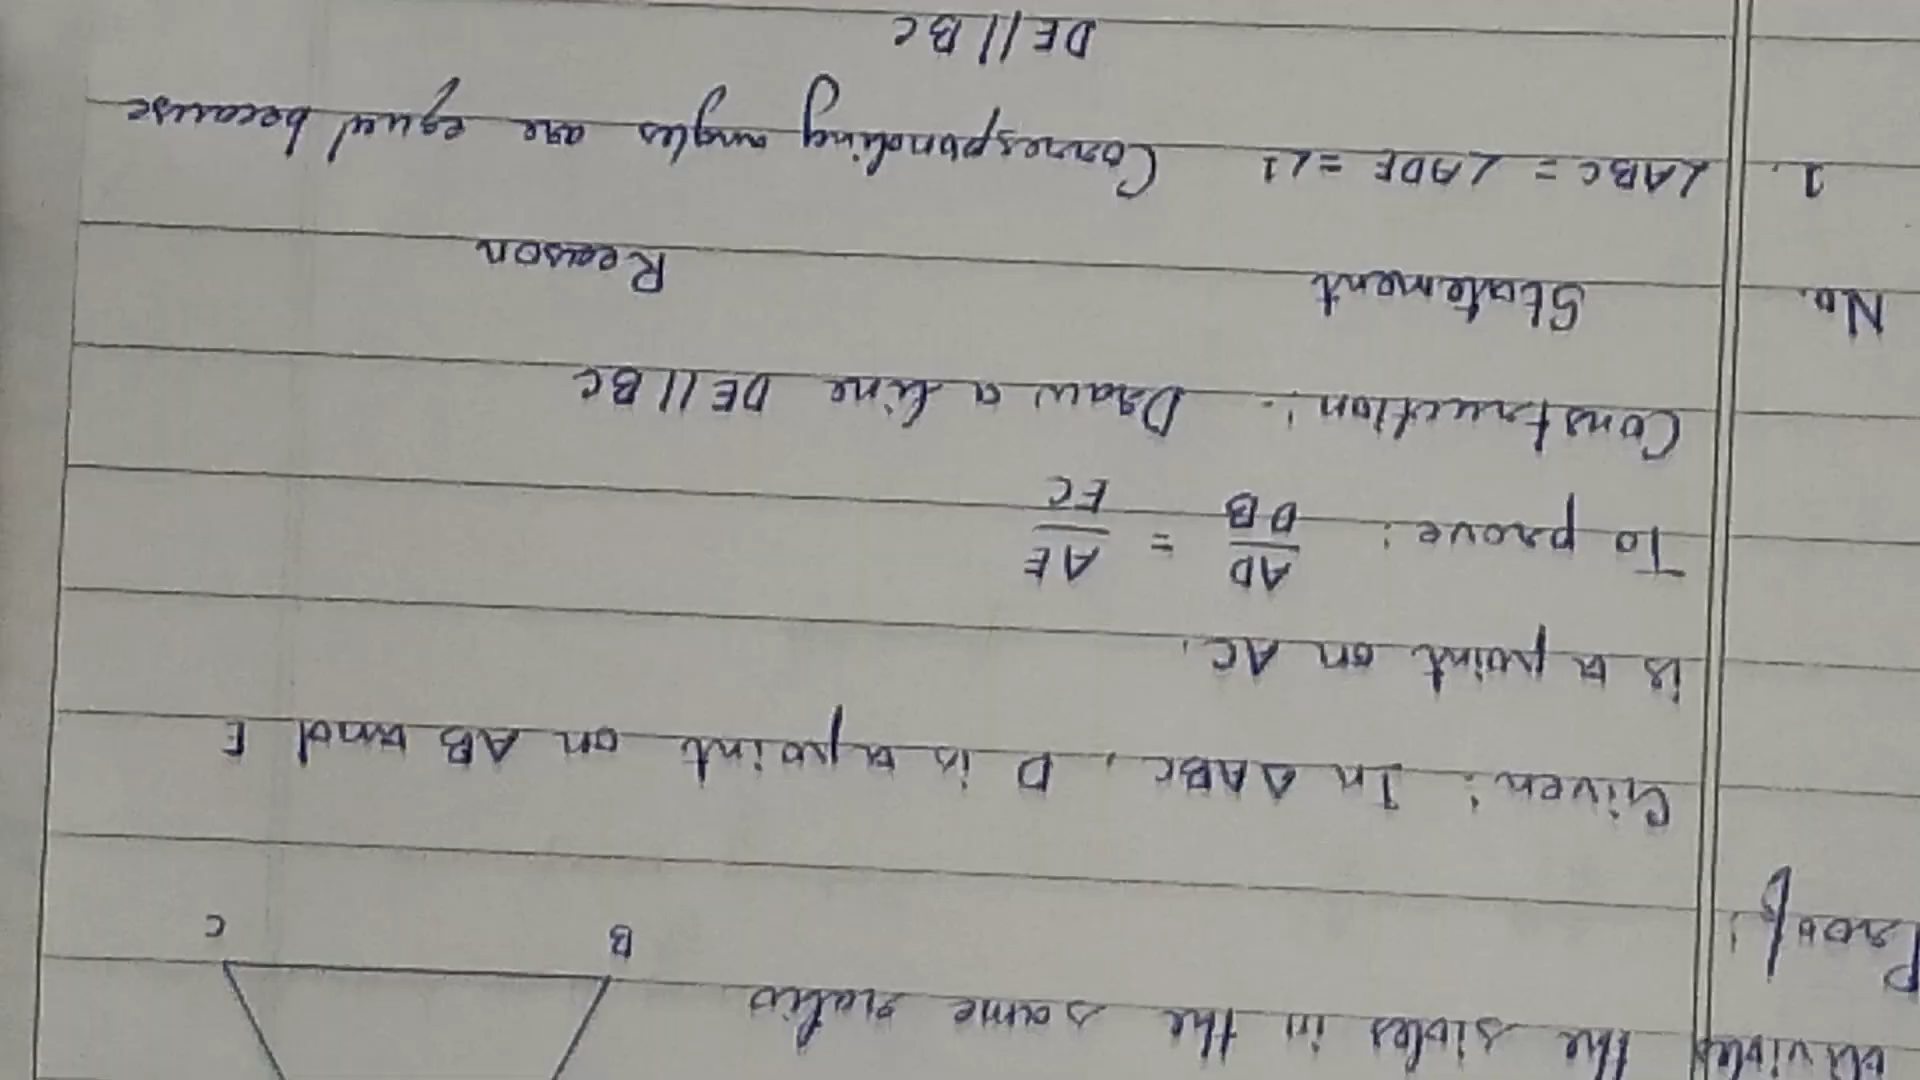 divides the sides in the same ratio
B C
Proof:
Given: In △ABC, D is a point on AB and E
is a point on AC.
To prove: AD/DB = AE/EC
Construction:- Draw a line DE//BC
No. Statement Reason
1. ∠ABC = ∠ADE = ∠1 Corresponding angles are equal because
DE//BC